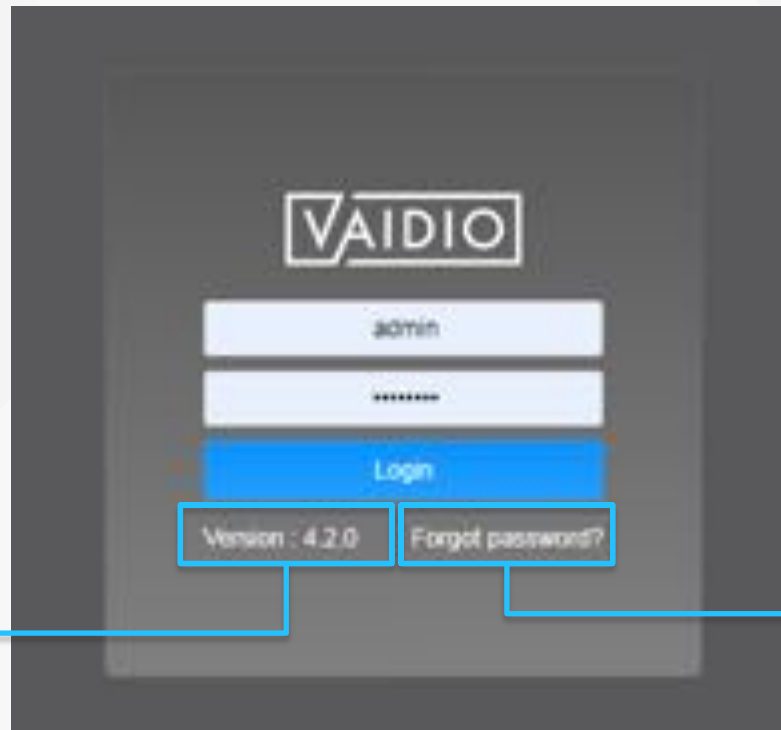 VAIDIO
admin
••••••••
Login
Version : 4.2.0 Forgot password?